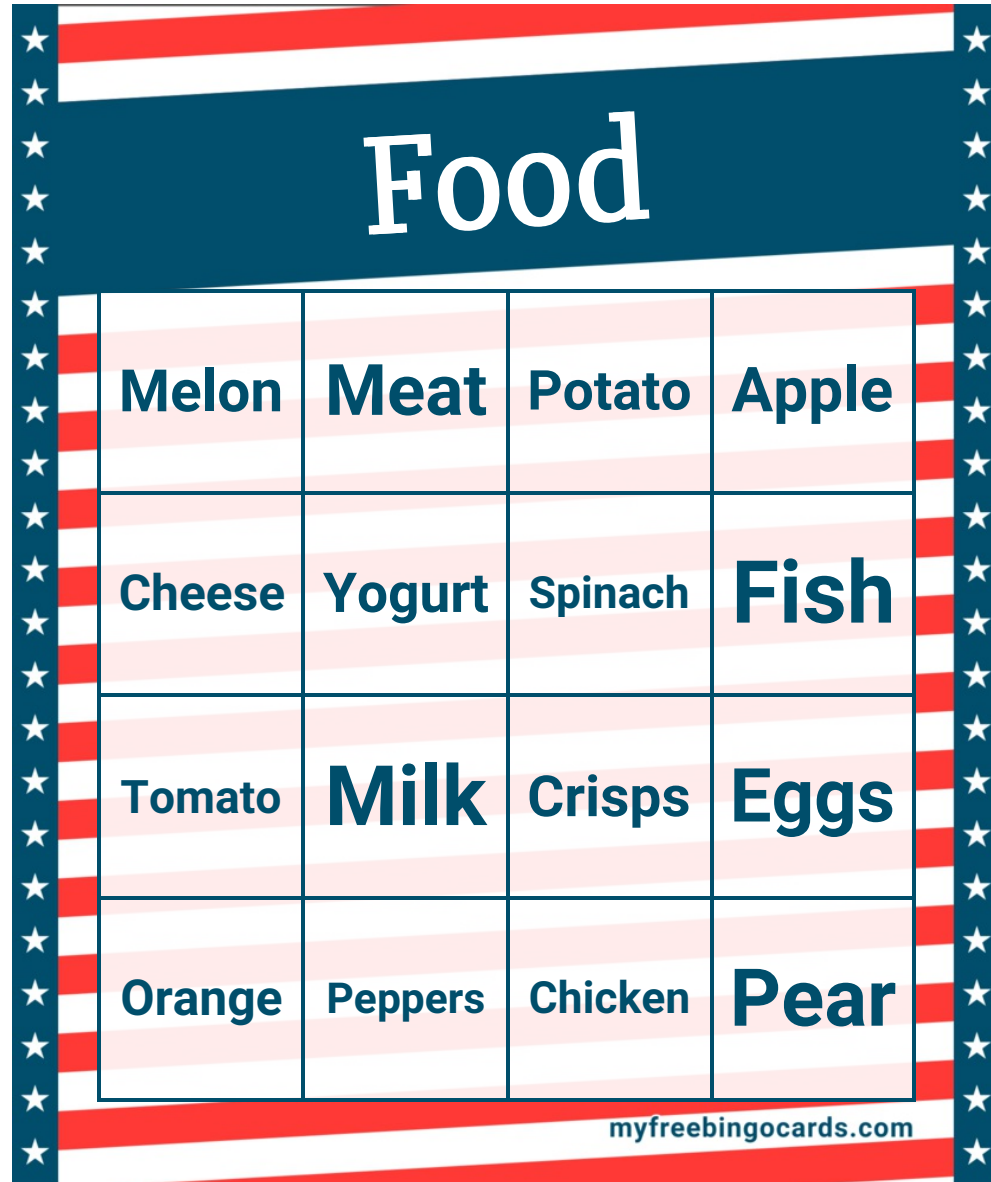 Food
Melon Meat Potato Apple
Cheese Yogurt Spinach Fish
Tomato Milk Crisps Eggs
Orange Peppers Chicken Pear
myfreebingocards.com